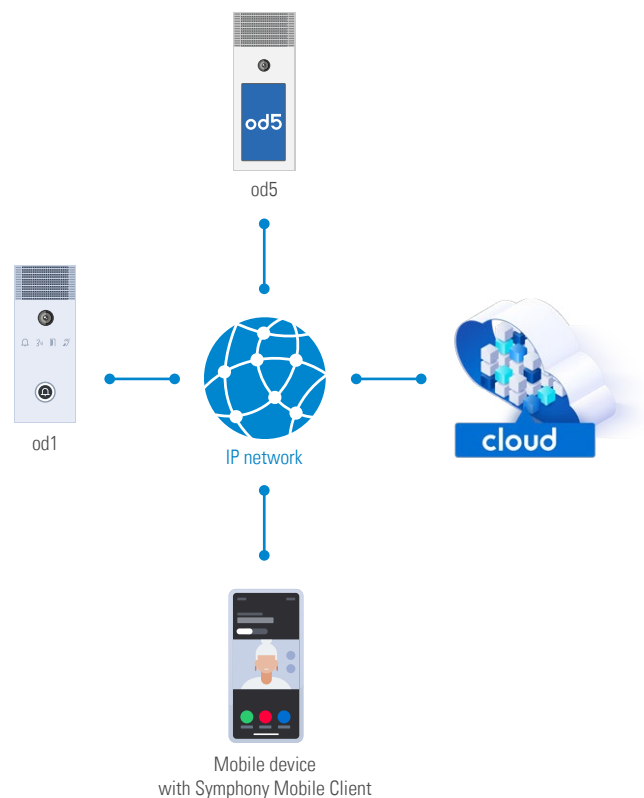 od5
od5
od1
IP network
cloud
Mobile device
with Symphony Mobile Client